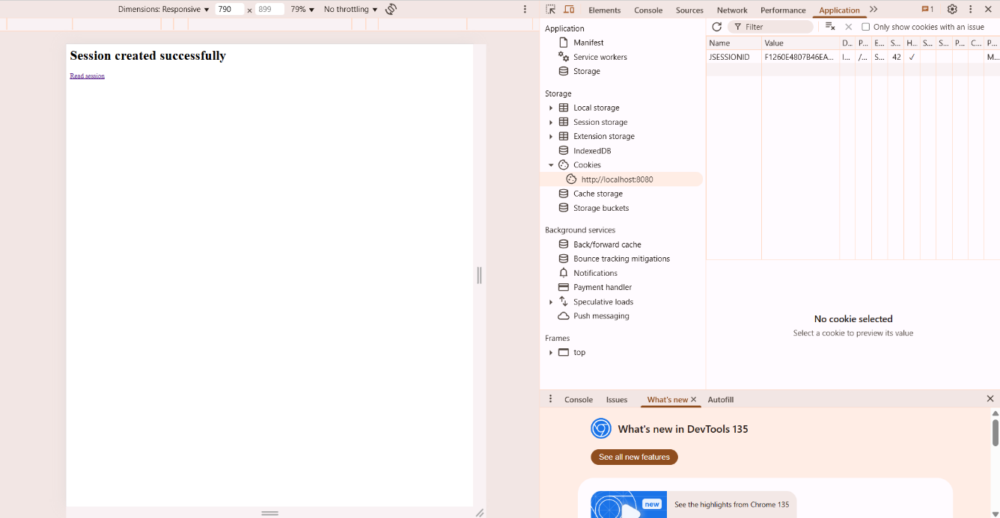 Dimensions: Responsive ▼ 790 × 899 79% ▼ No throttling ▼
Session created successfully
Read session
Elements Console Sources Network Performance Application 1
Application
Manifest
Service workers
Storage
Storage
Local storage
Session storage
Extension storage
IndexedDB
Cookies
http://localhost:8080
Cache storage
Storage buckets
Background services
Back/forward cache
Bounce tracking mitigations
Notifications
Payment handler
Speculative loads
Push messaging
Frames
top
Filter Only show cookies with an issue
Name Value D... P... E... S... H... S... S... P... C... P...
JSESSIONID F1260E4807B46EA... l... /... S... 42 ✓ M...
No cookie selected
Select a cookie to preview its value
Console Issues What's new Autofill
What's new in DevTools 135
See all new features
new See the highlights from Chrome 135